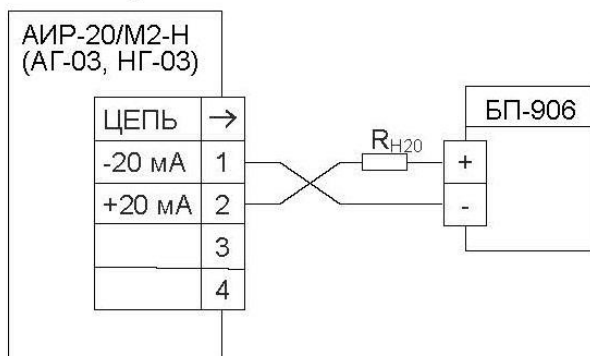 АИР-20/М2-Н
(АГ-03, НГ-03)
БП-906
ЦЕПЬ →
RН20
-20 мА 1
+
+20 мА 2
-
3
4